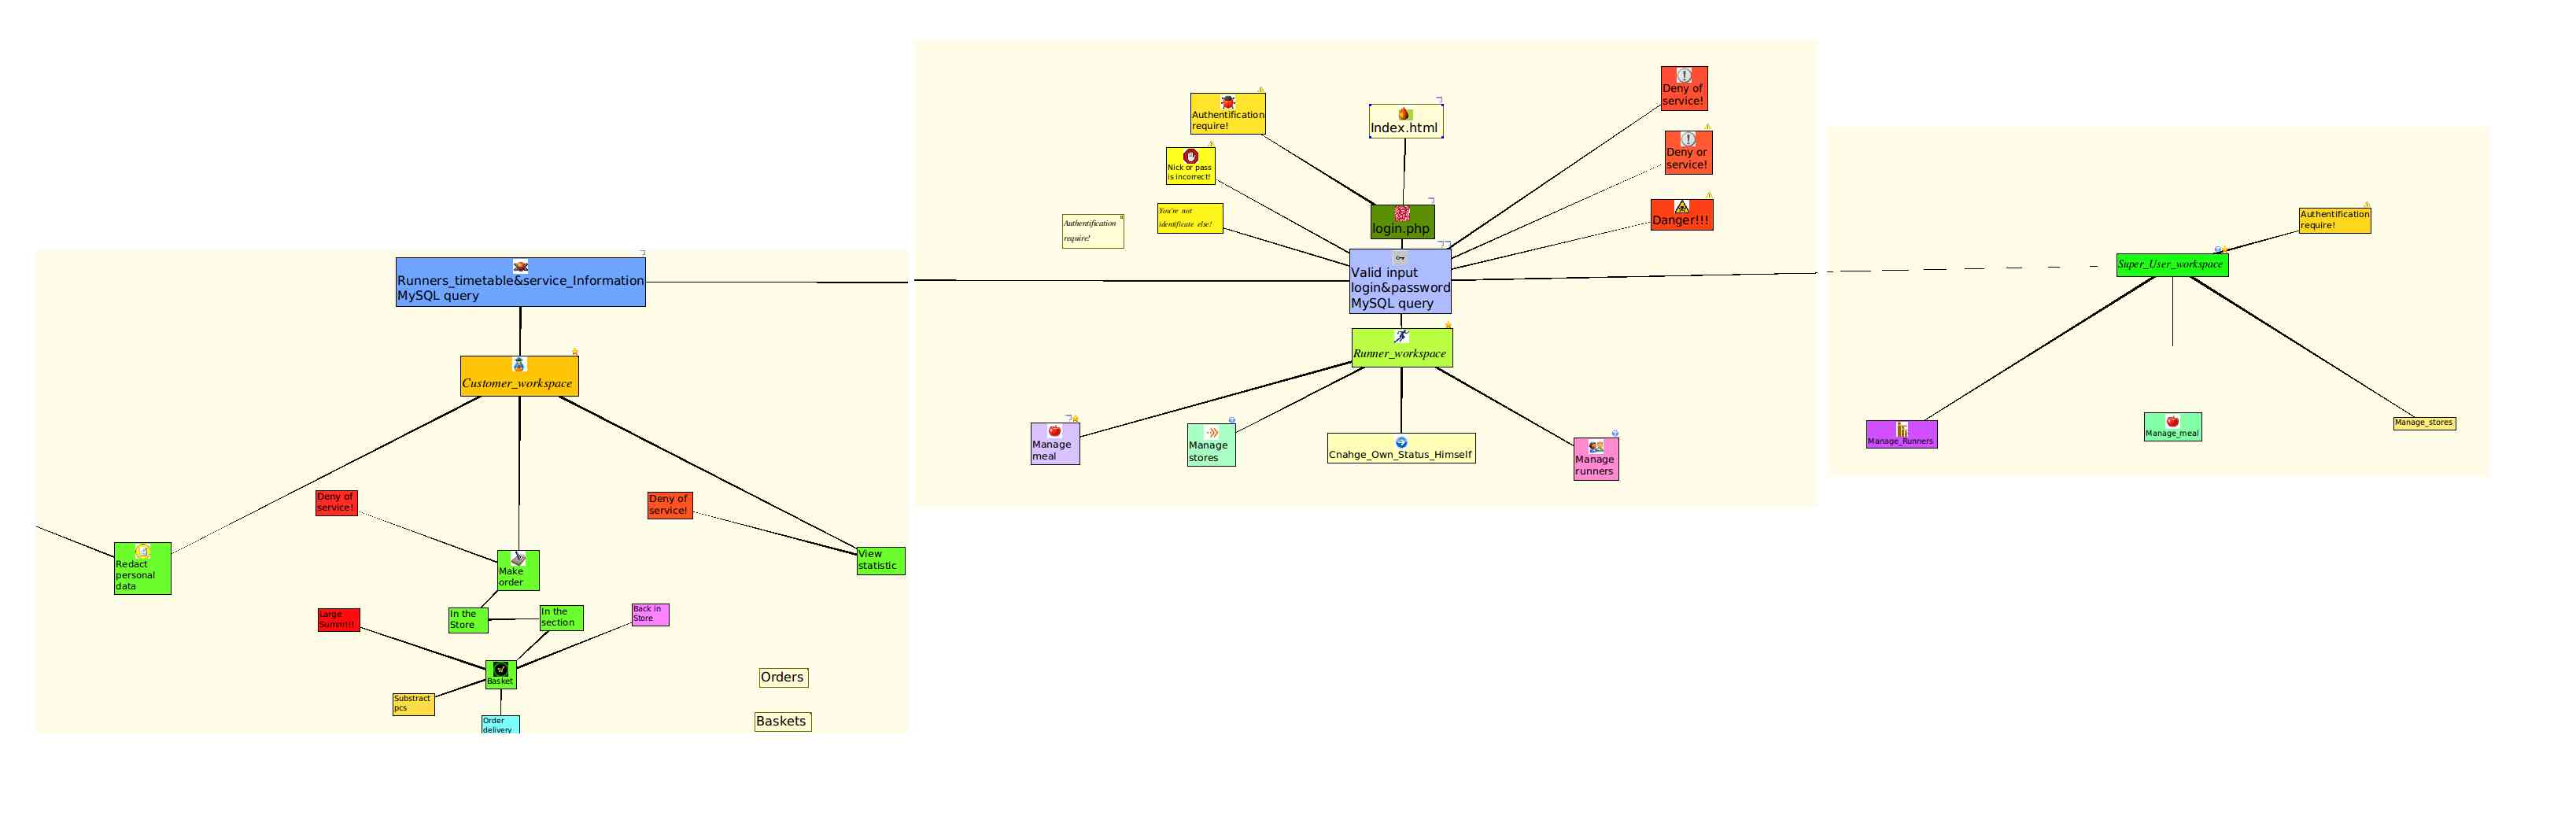 Runners_timetable&service_Information
MySQL query
Customer_workspace
Deny of
service!
Deny of
service!
Redact
personal
data
Make
order
View
statistic
Large
Summ!!!
In the
Store
In the
section
Back in
Store
Basket
Substract
pcs
Order
delivery
Orders
Baskets
Authentification
require!
Index.html
Deny of
service!
Nick or pass
is incorrect!
Deny or
service!
You're not
identificate else!
Authentification
require!
login.php
Danger!!!
Valid input
login&password
MySQL query
Runner_workspace
Manage
meal
Manage
stores
Cnahge_Own_Status_Himself
Manage
runners
Authentification
require!
Super_User_workspace
Manage_Runners
Manage_meal
Manage_stores